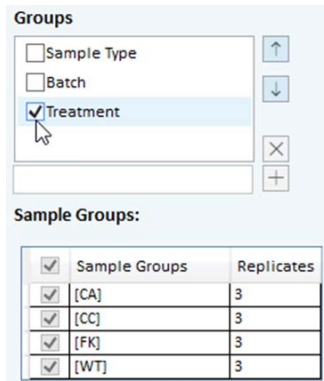 Groups
Sample Type
Batch
Treatment
Sample Groups:
Sample Groups Replicates
[CA] 3
[CC] 3
[FK] 3
[WT] 3